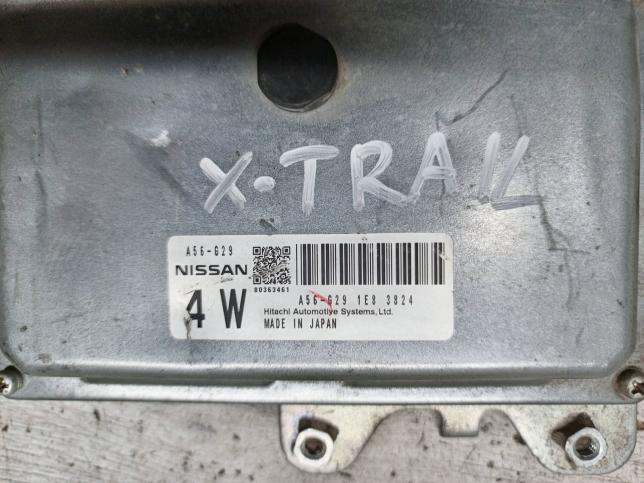 X-TRAIL
A56-G29
NISSAN
80363461
A56-G29 1E8 3824
4 W
Hitachi Automotive Systems, Ltd.
MADE IN JAPAN